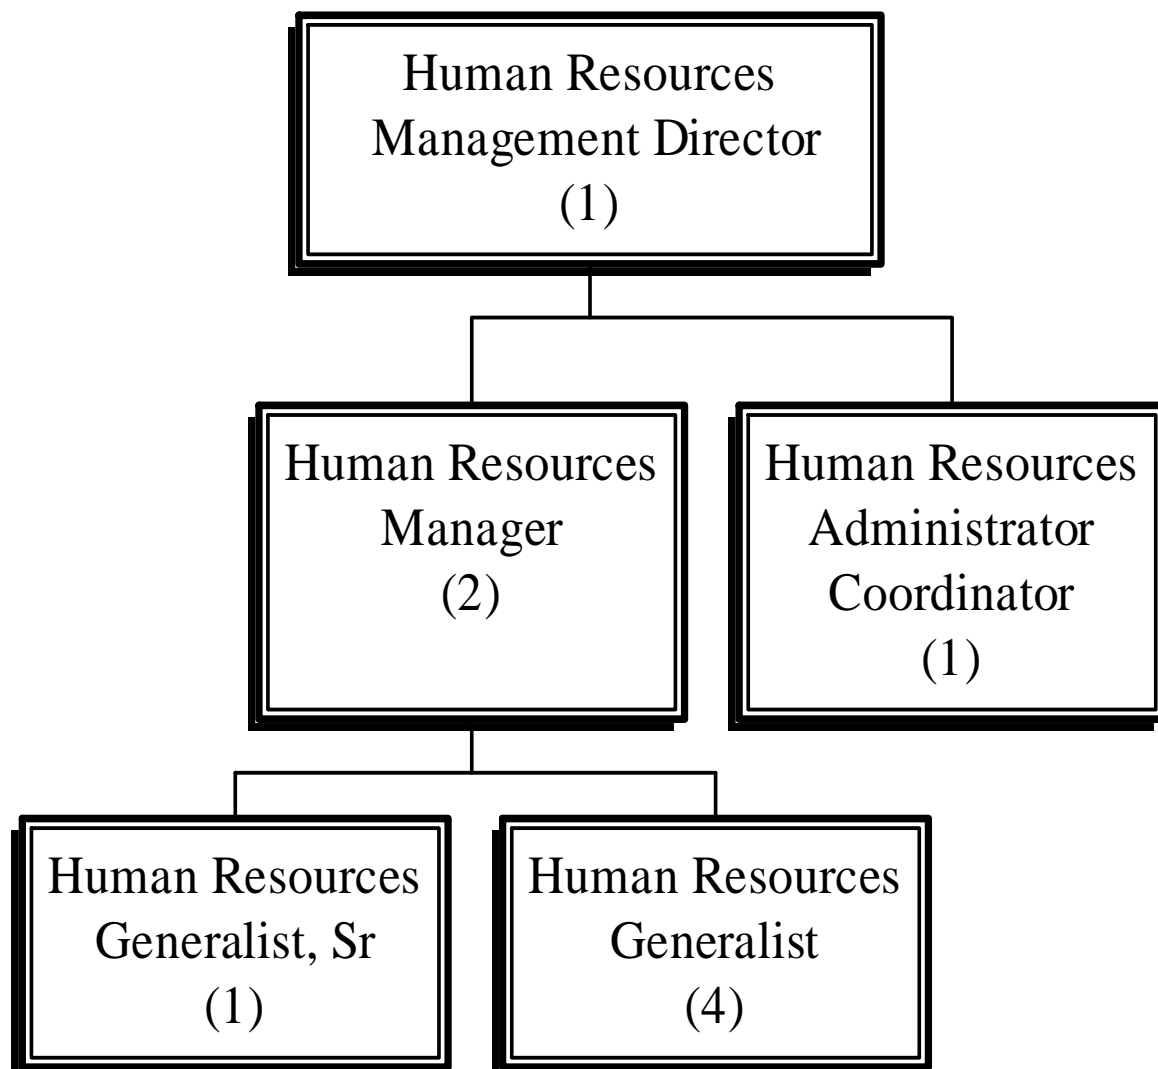 Human Resources
Management Director
(1)
Human Resources
Manager
(2)
Human Resources
Administrator
Coordinator
(1)
Human Resources
Generalist, Sr
(1)
Human Resources
Generalist
(4)